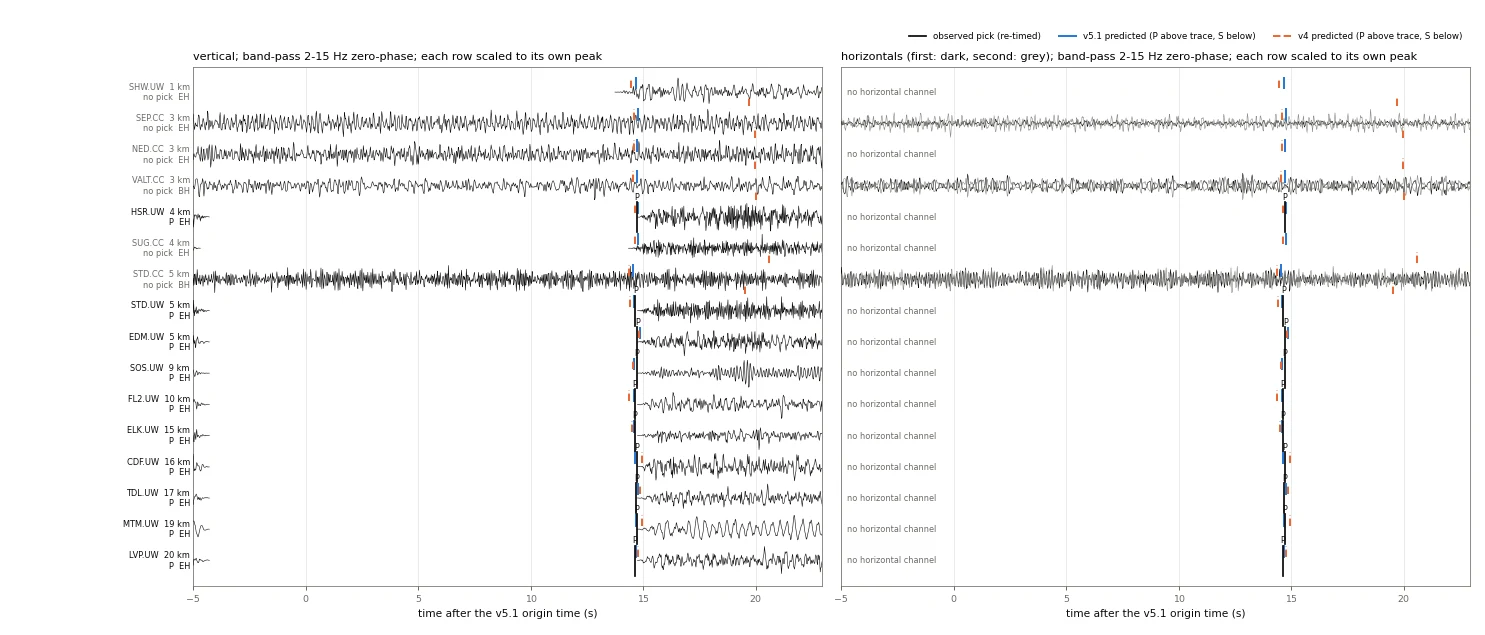 observed pick (re-timed)
v5.1 predicted (P above trace, S below)
v4 predicted (P above trace, S below)
vertical; band-pass 2-15 Hz zero-phase; each row scaled to its own peak
horizontals (first: dark, second: grey); band-pass 2-15 Hz zero-phase; each row scaled to its own peak
SHW.UW 1 km
no pick EH
no horizontal channel
SEP.CC 3 km
no pick EH
NED.CC 3 km
no pick EH
no horizontal channel
VALT.CC 3 km
no pick BH
P
P
HSR.UW 4 km
P EH
no horizontal channel
SUG.CC 4 km
no pick EH
no horizontal channel
STD.CC 5 km
no pick BH
P
P
STD.UW 5 km
P EH
no horizontal channel
P
P
EDM.UW 5 km
P EH
no horizontal channel
P
P
SOS.UW 9 km
P EH
no horizontal channel
P
P
FL2.UW 10 km
P EH
no horizontal channel
P
P
ELK.UW 15 km
P EH
no horizontal channel
P
P
CDF.UW 16 km
P EH
no horizontal channel
P
P
TDL.UW 17 km
P EH
no horizontal channel
P
P
MTM.UW 19 km
P EH
no horizontal channel
P
P
LVP.UW 20 km
P EH
no horizontal channel
−5 0 5 10 15 20
−5 0 5 10 15 20
time after the v5.1 origin time (s)
time after the v5.1 origin time (s)